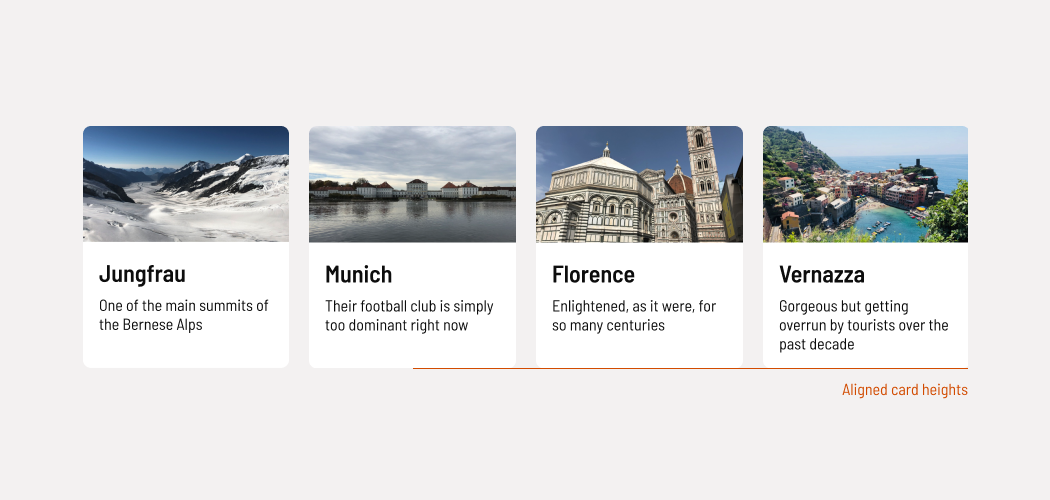 Jungfrau
One of the main summits of
the Bernese Alps
Munich
Their football club is simply
too dominant right now
Florence
Enlightened, as it were, for
so many centuries
Vernazza
Gorgeous but getting
overrun by tourists over the
past decade
Aligned card heights